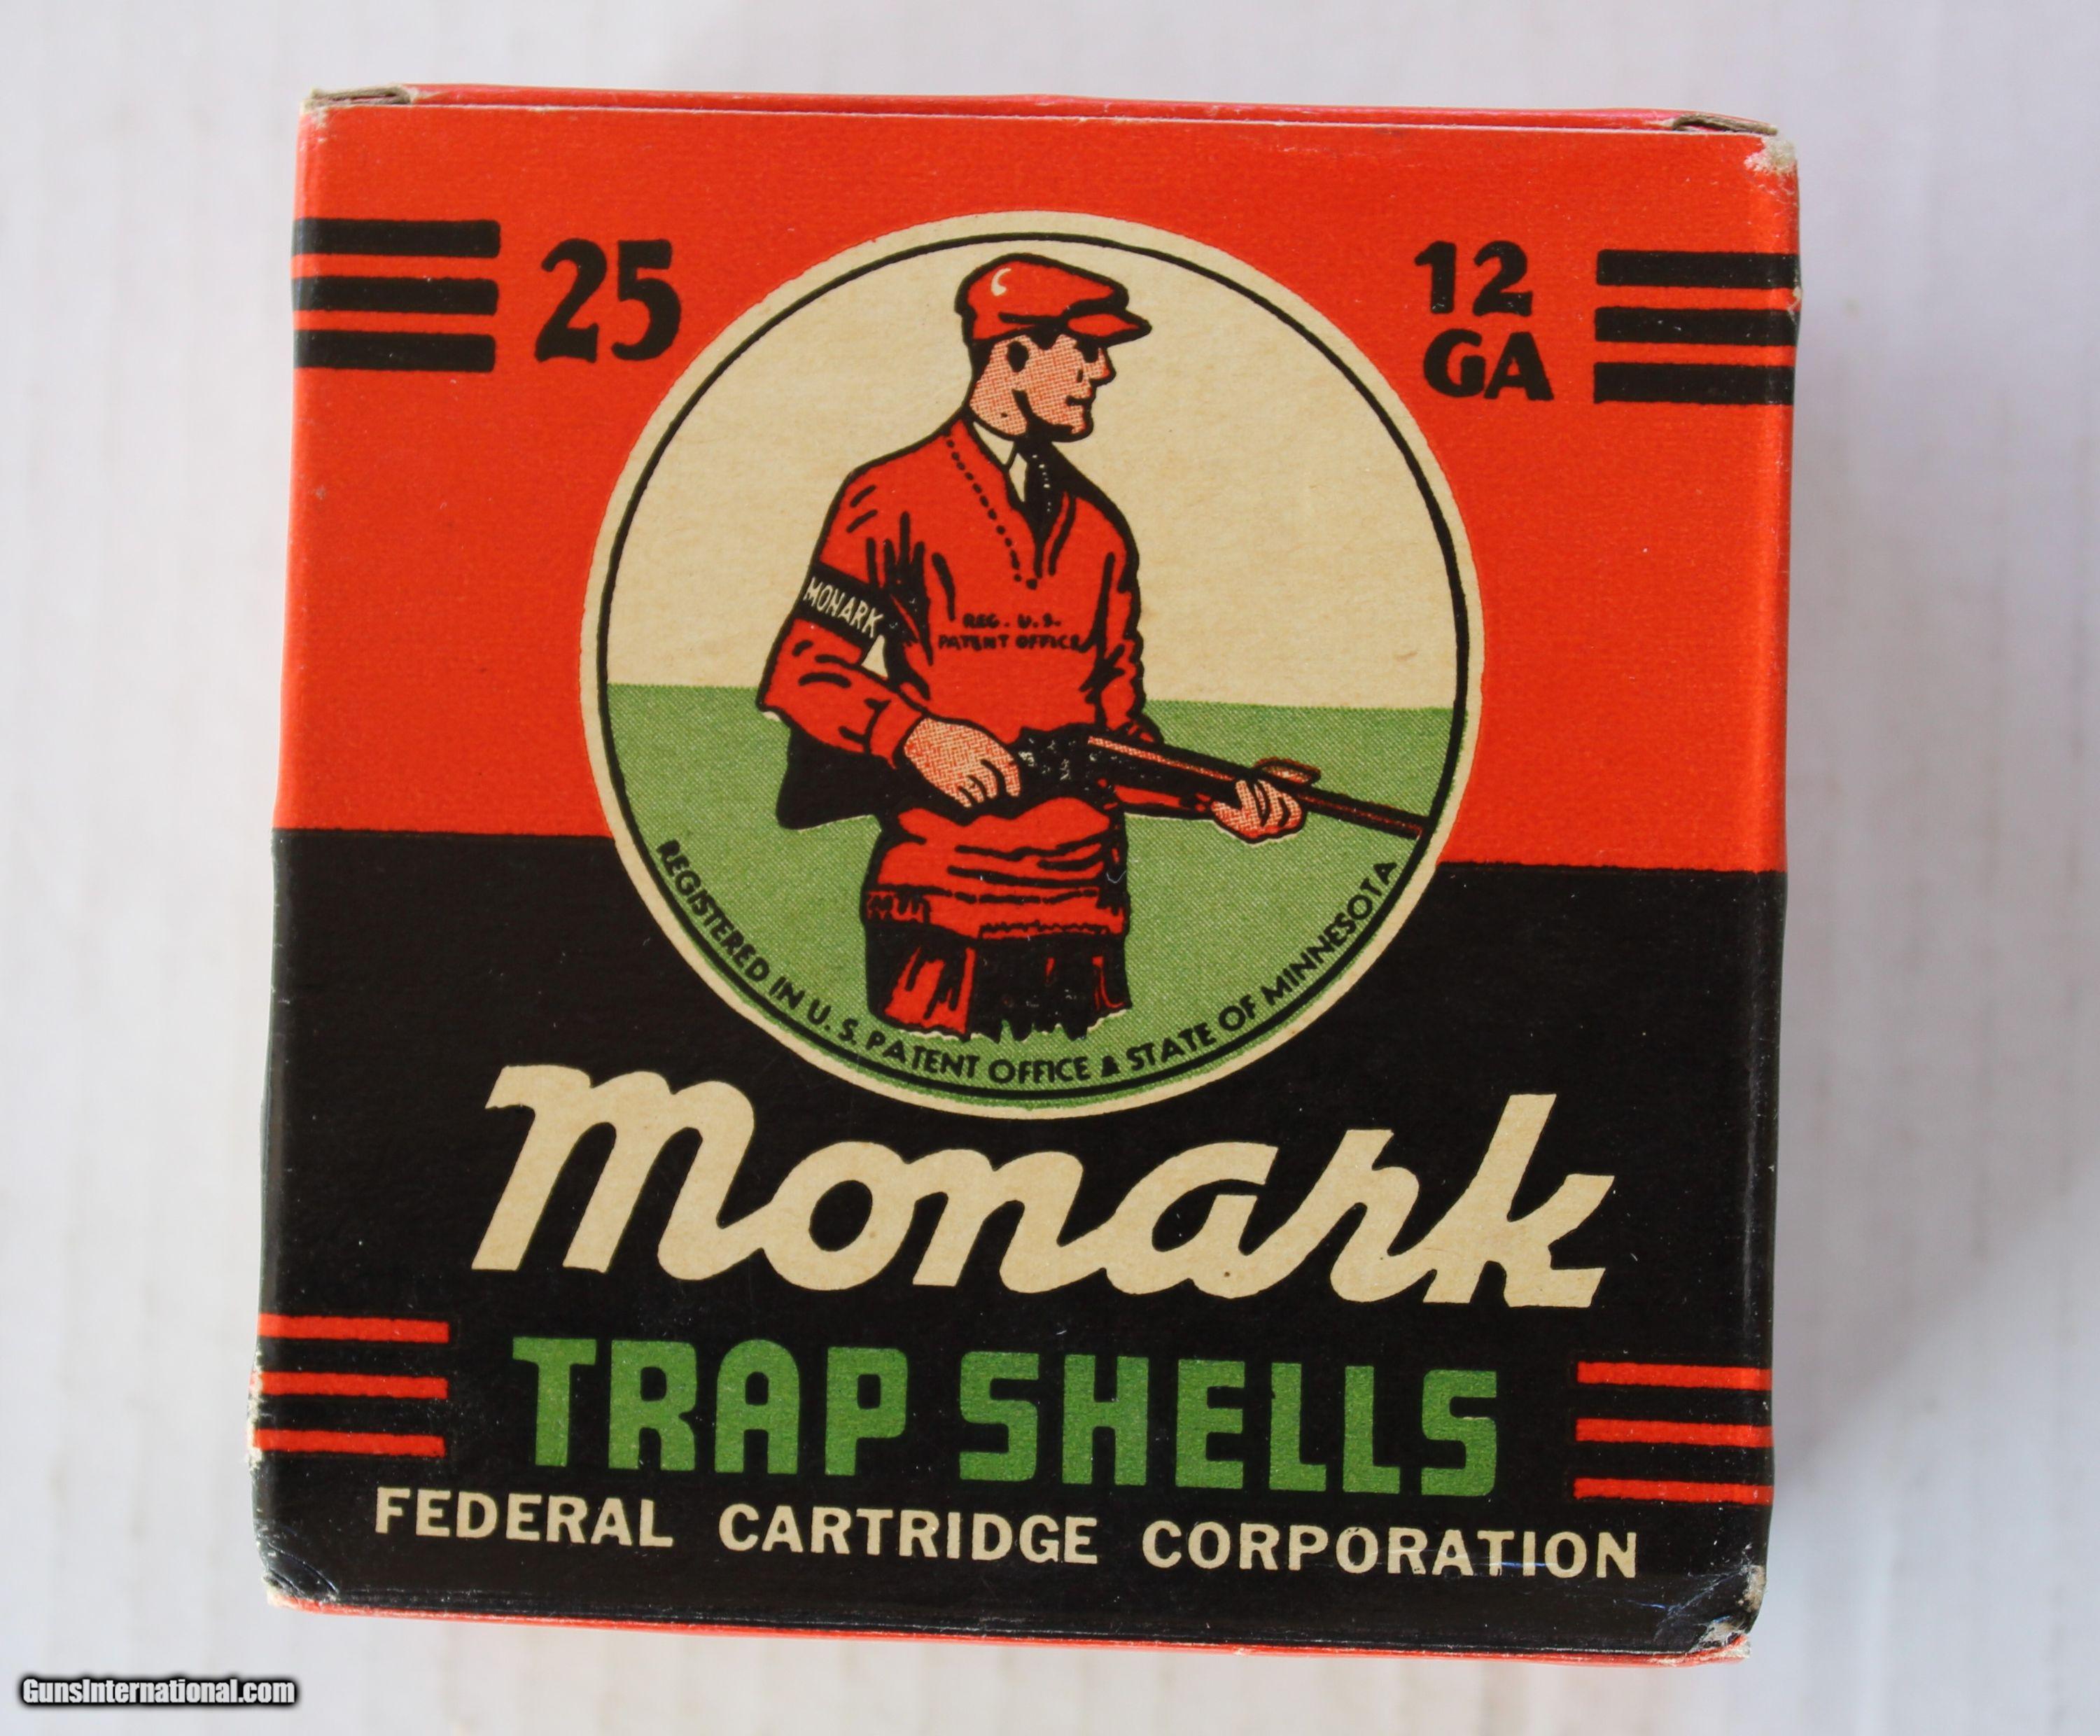 25
12
GA
MONARK
REG. U.S.
PATENT OFFICE
REGISTERED IN U.S. PATENT OFFICE & STATE OF MINNESOTA
Monark
TRAP SHELLS
FEDERAL CARTRIDGE CORPORATION
GunsInternational.com